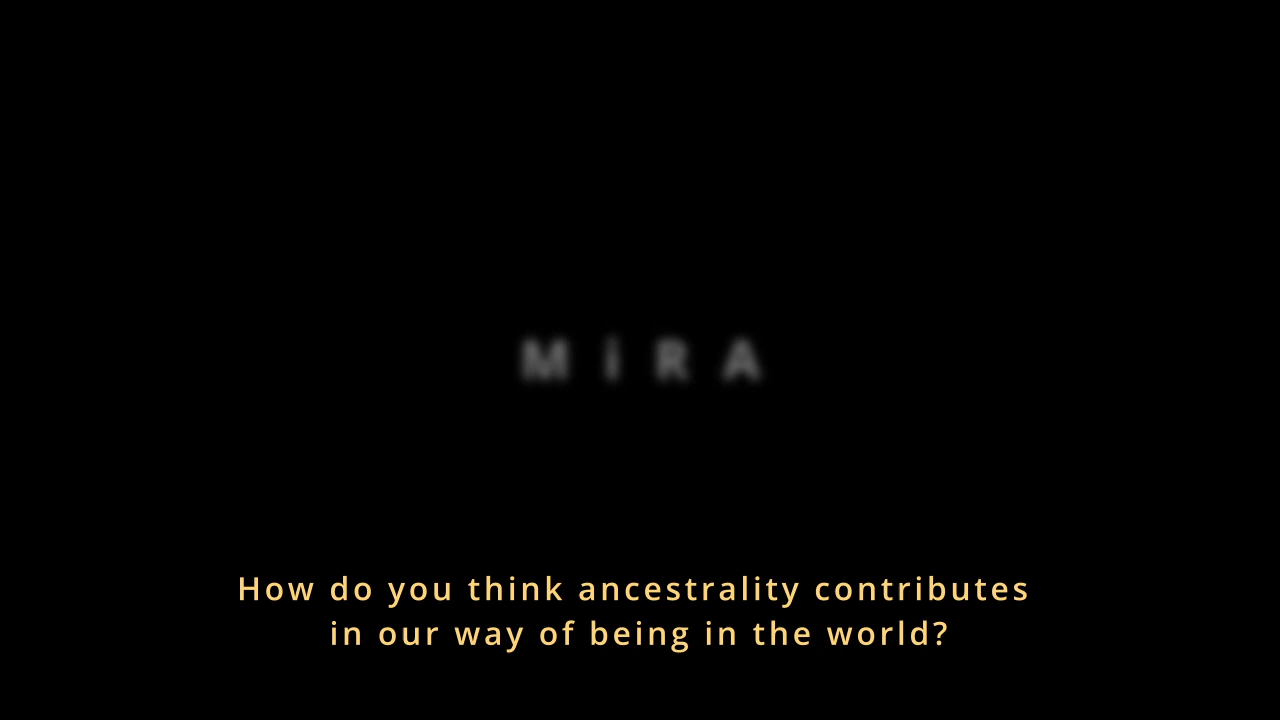 M i R A
How do you think ancestrality contributes
in our way of being in the world?